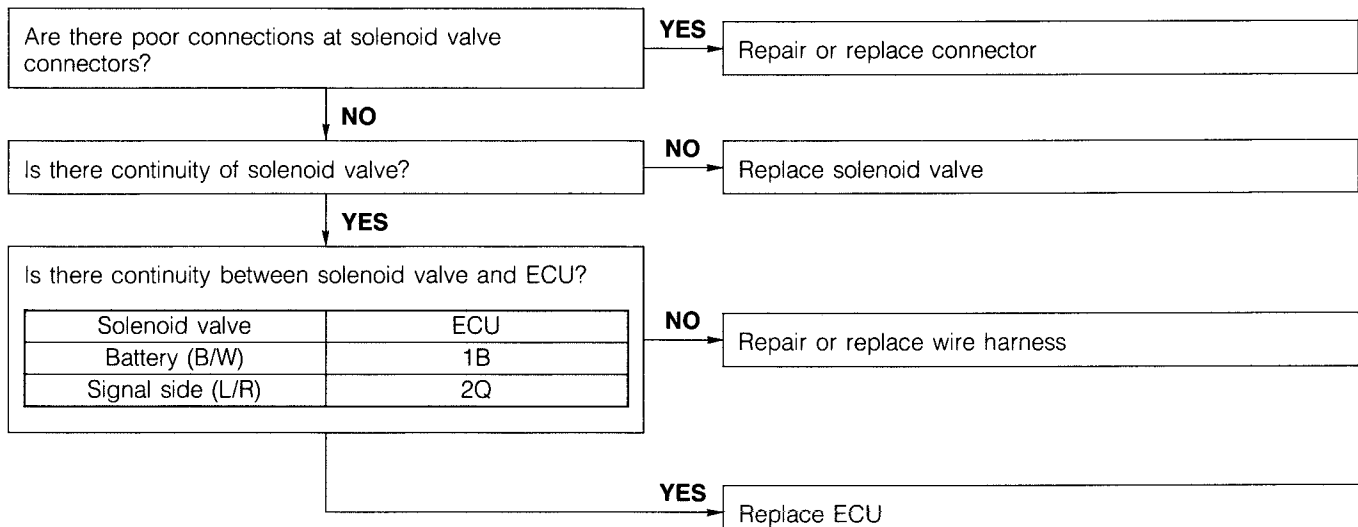 Are there poor connections at solenoid valve
connectors?
YES
Repair or replace connector
NO
Is there continuity of solenoid valve?
NO
Replace solenoid valve
YES
Is there continuity between solenoid valve and ECU?
Solenoid valve ECU
Battery (B/W) 1B
Signal side (L/R) 2Q
NO
Repair or replace wire harness
YES
Replace ECU